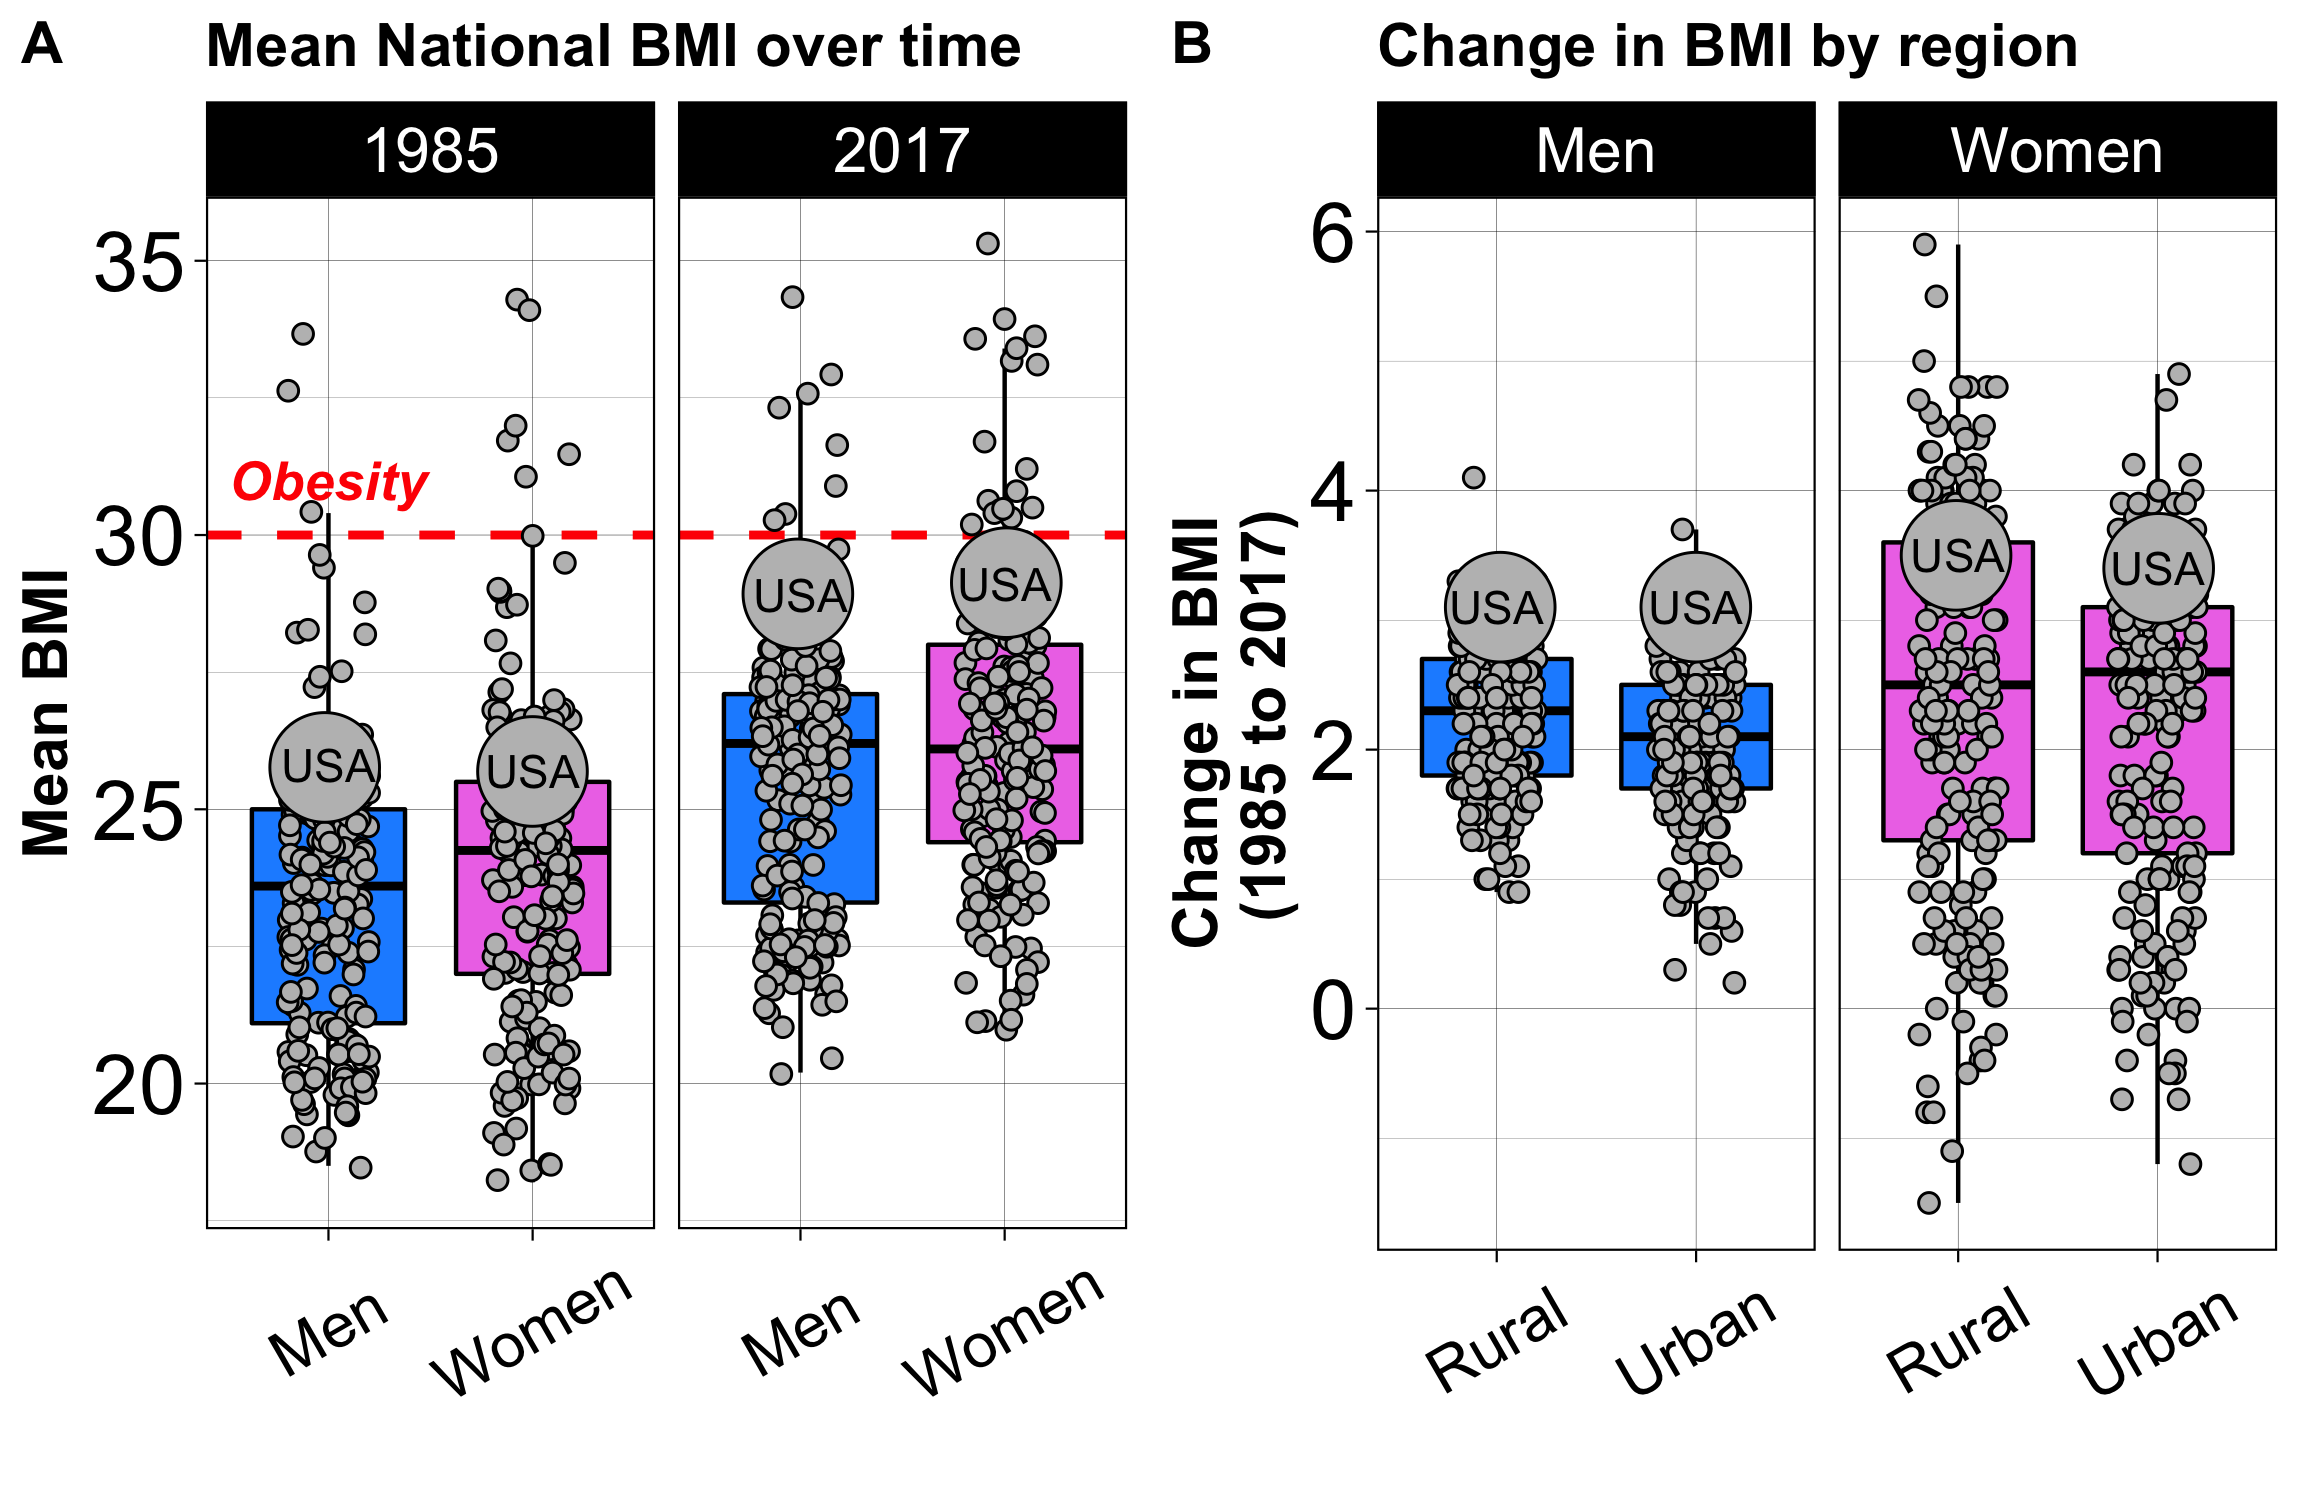 A Mean National BMI over time
1985 2017
Mean BMI
35
30
25
20
Obesity
USA USA USA USA
Men Women Men Women
B Change in BMI by region
Men Women
Change in BMI
(1985 to 2017)
6
4
2
0
USA USA USA USA
Rural Urban Rural Urban